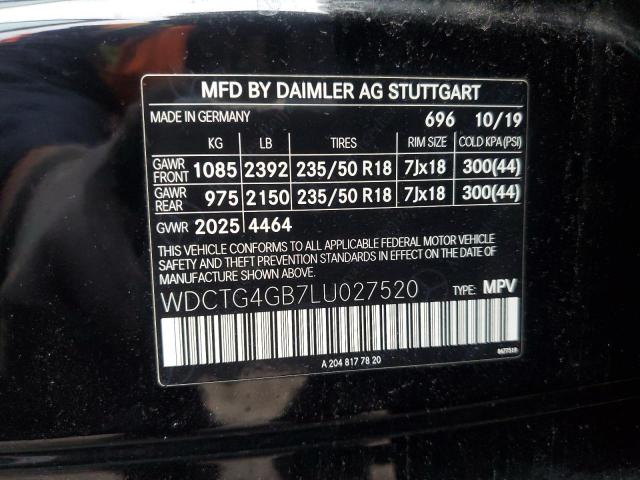 MFD BY DAIMLER AG STUTTGART
MADE IN GERMANY 696 10/19
KG LB TIRES RIM SIZE COLD KPA (PSI)
GAWR FRONT 1085 2392 235/50 R18 7Jx18 300(44)
GAWR REAR 975 2150 235/50 R18 7Jx18 300(44)
GVWR 2025 4464
THIS VEHICLE CONFORMS TO ALL APPLICABLE FEDERAL MOTOR VEHICLE
SAFETY AND THEFT PREVENTION STANDARDS IN EFFECT ON THE DATE OF
MANUFACTURE SHOWN ABOVE.
WDCTG4GB7LU027520 TYPE: MPV
A 204 817 78 20